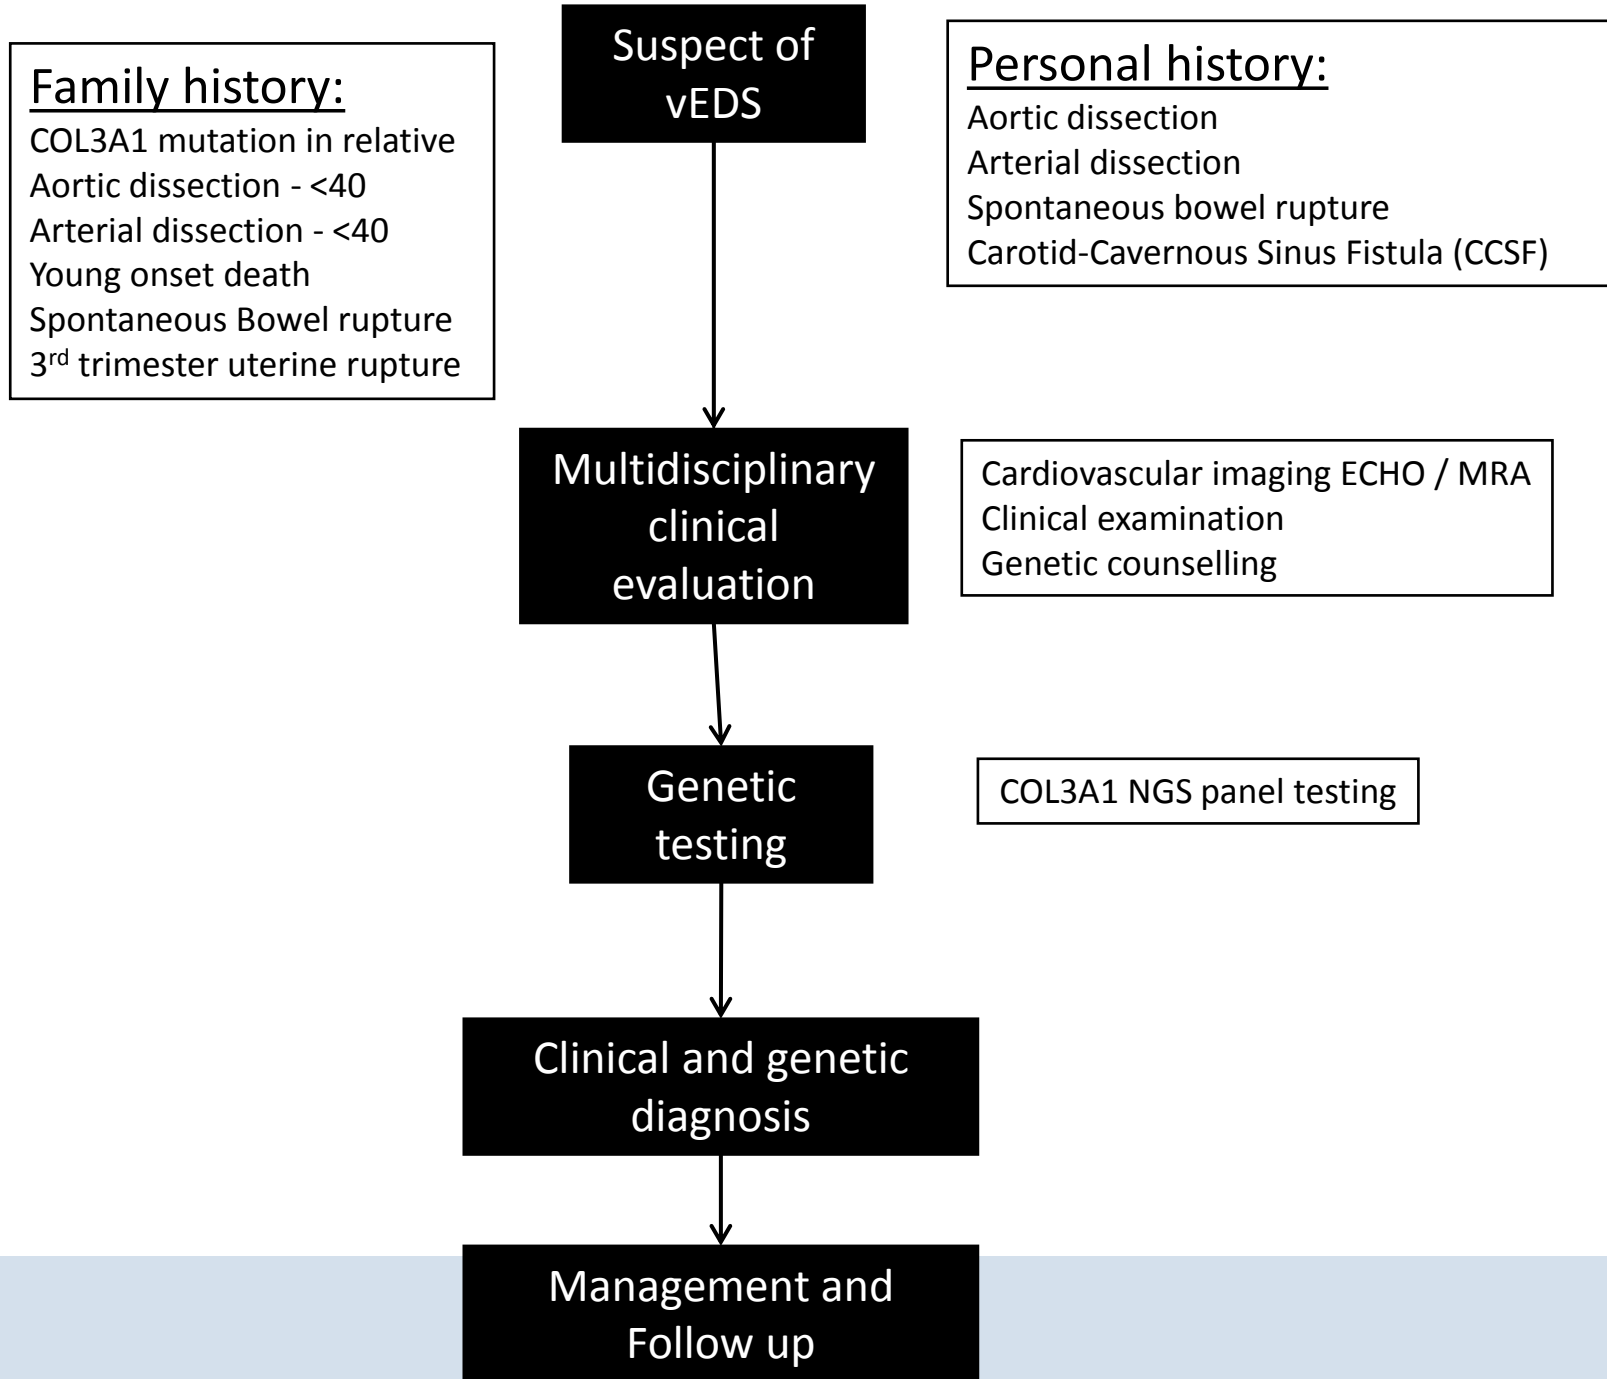 Suspect of
vEDS
Family history:
COL3A1 mutation in relative
Aortic dissection - <40
Arterial dissection - <40
Young onset death
Spontaneous Bowel rupture
3rd trimester uterine rupture
Personal history:
Aortic dissection
Arterial dissection
Spontaneous bowel rupture
Carotid-Cavernous Sinus Fistula (CCSF)
Multidisciplinary
clinical
evaluation
Cardiovascular imaging ECHO / MRA
Clinical examination
Genetic counselling
Genetic
testing
COL3A1 NGS panel testing
Clinical and genetic
diagnosis
Management and
Follow up